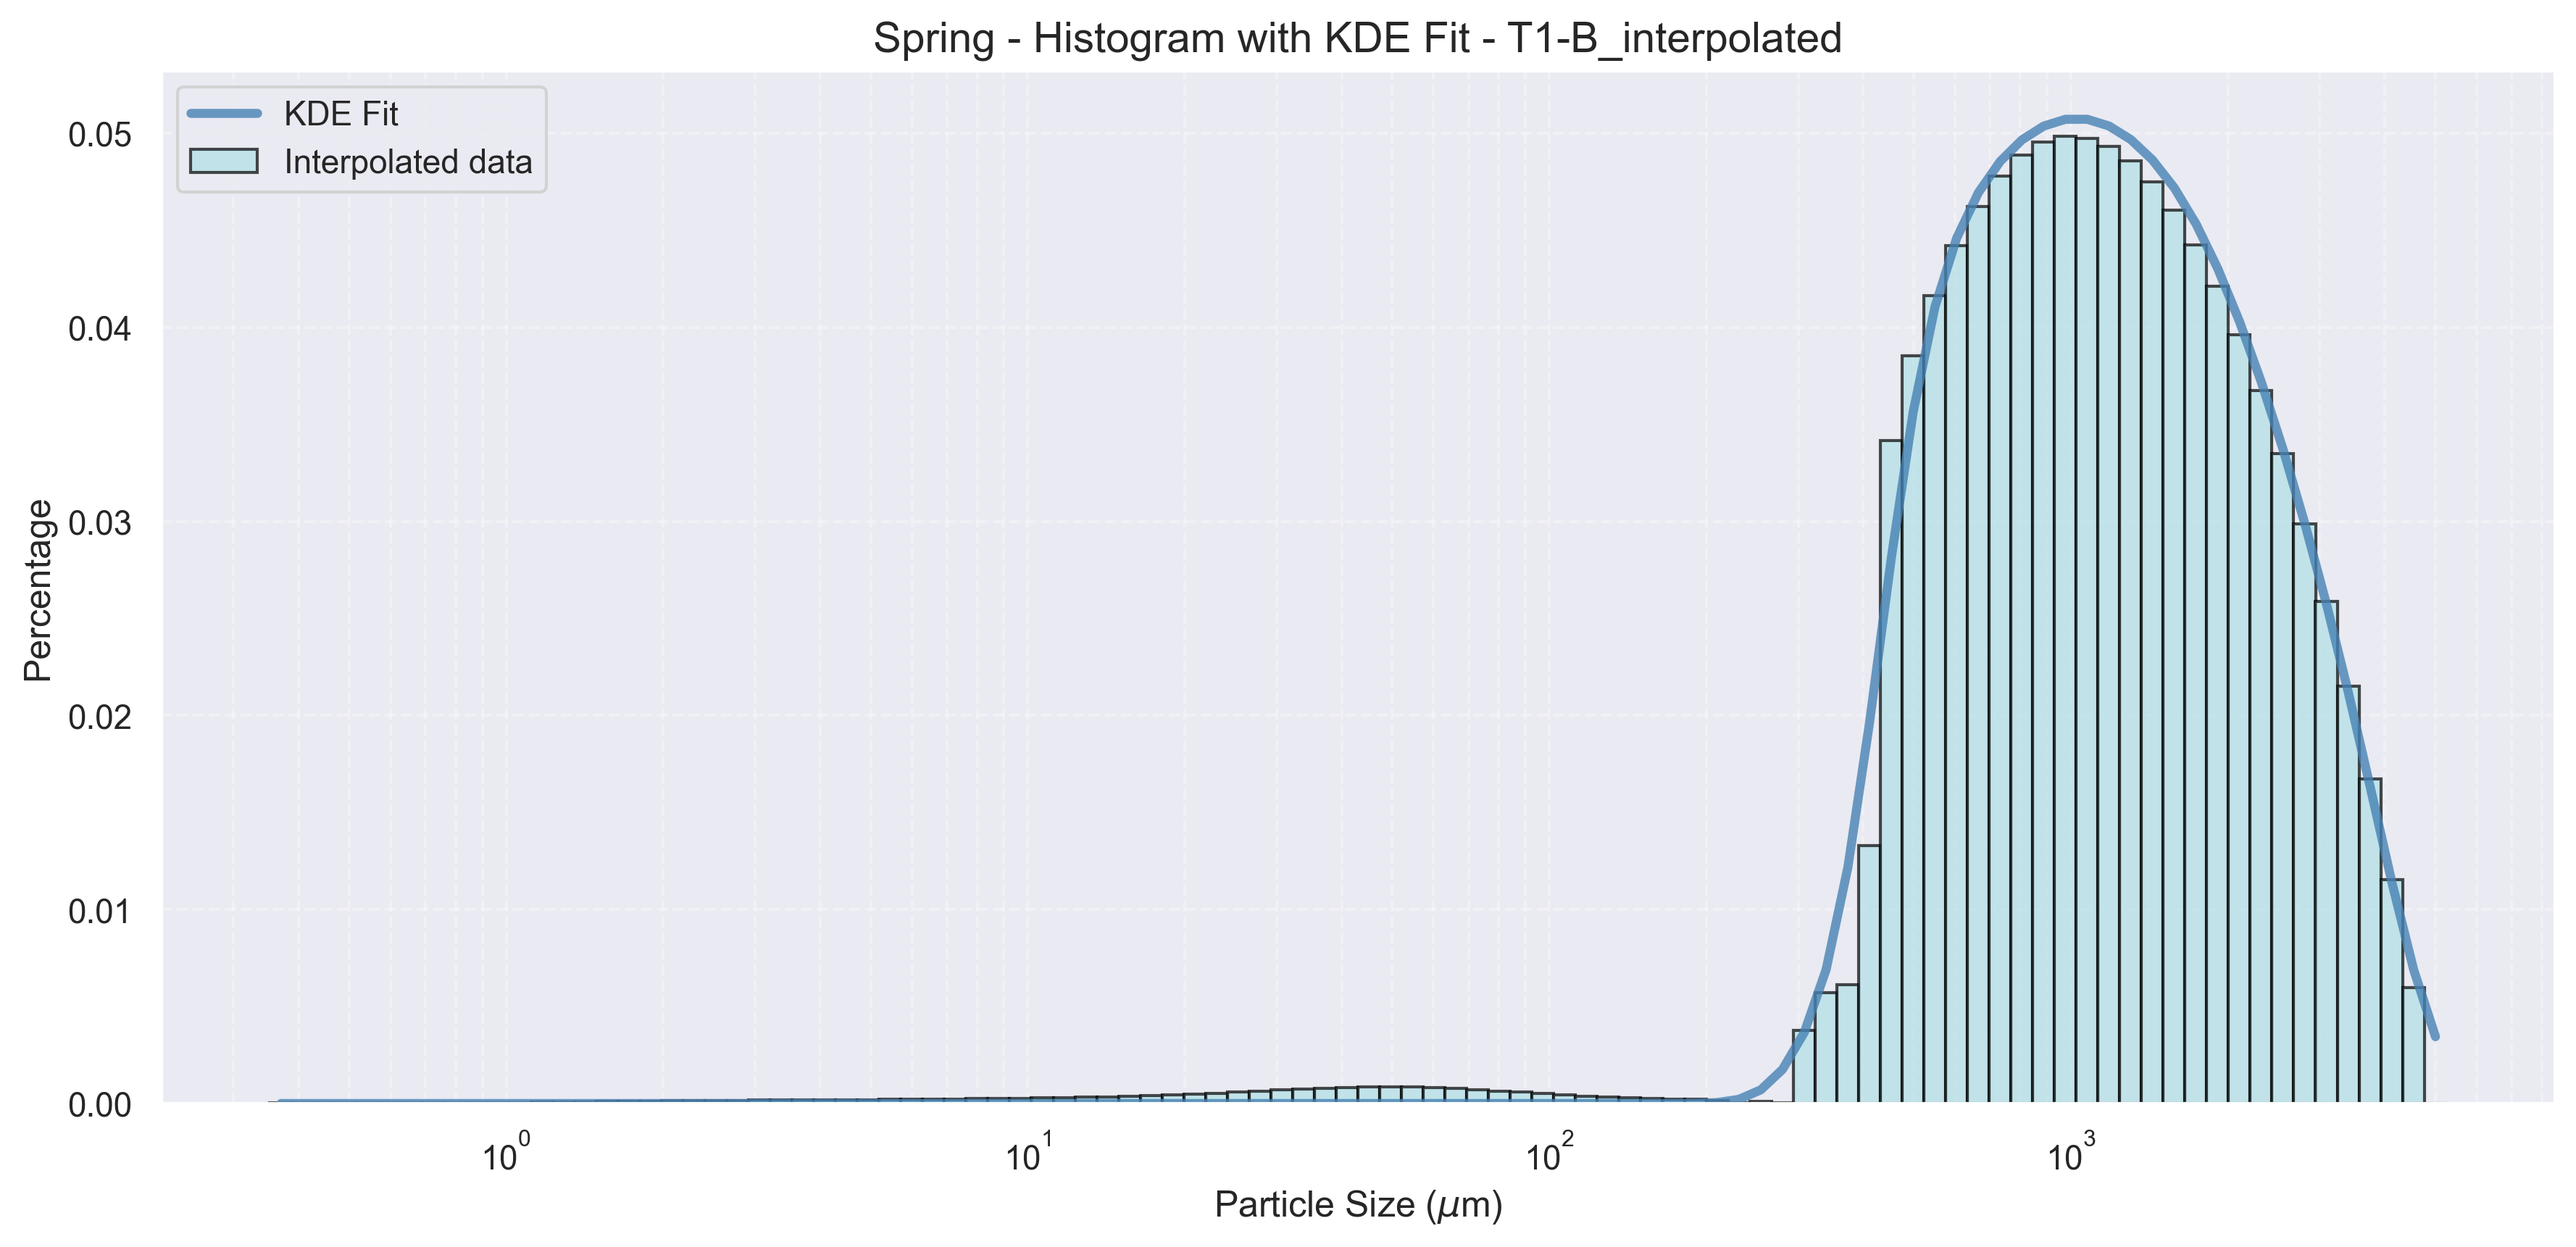 Spring - Histogram with KDE Fit - T1-B_interpolated
KDE Fit
Interpolated data
Percentage
0.05
0.04
0.03
0.02
0.01
0.00
10^0 10^1 10^2 10^3
Particle Size (μm)